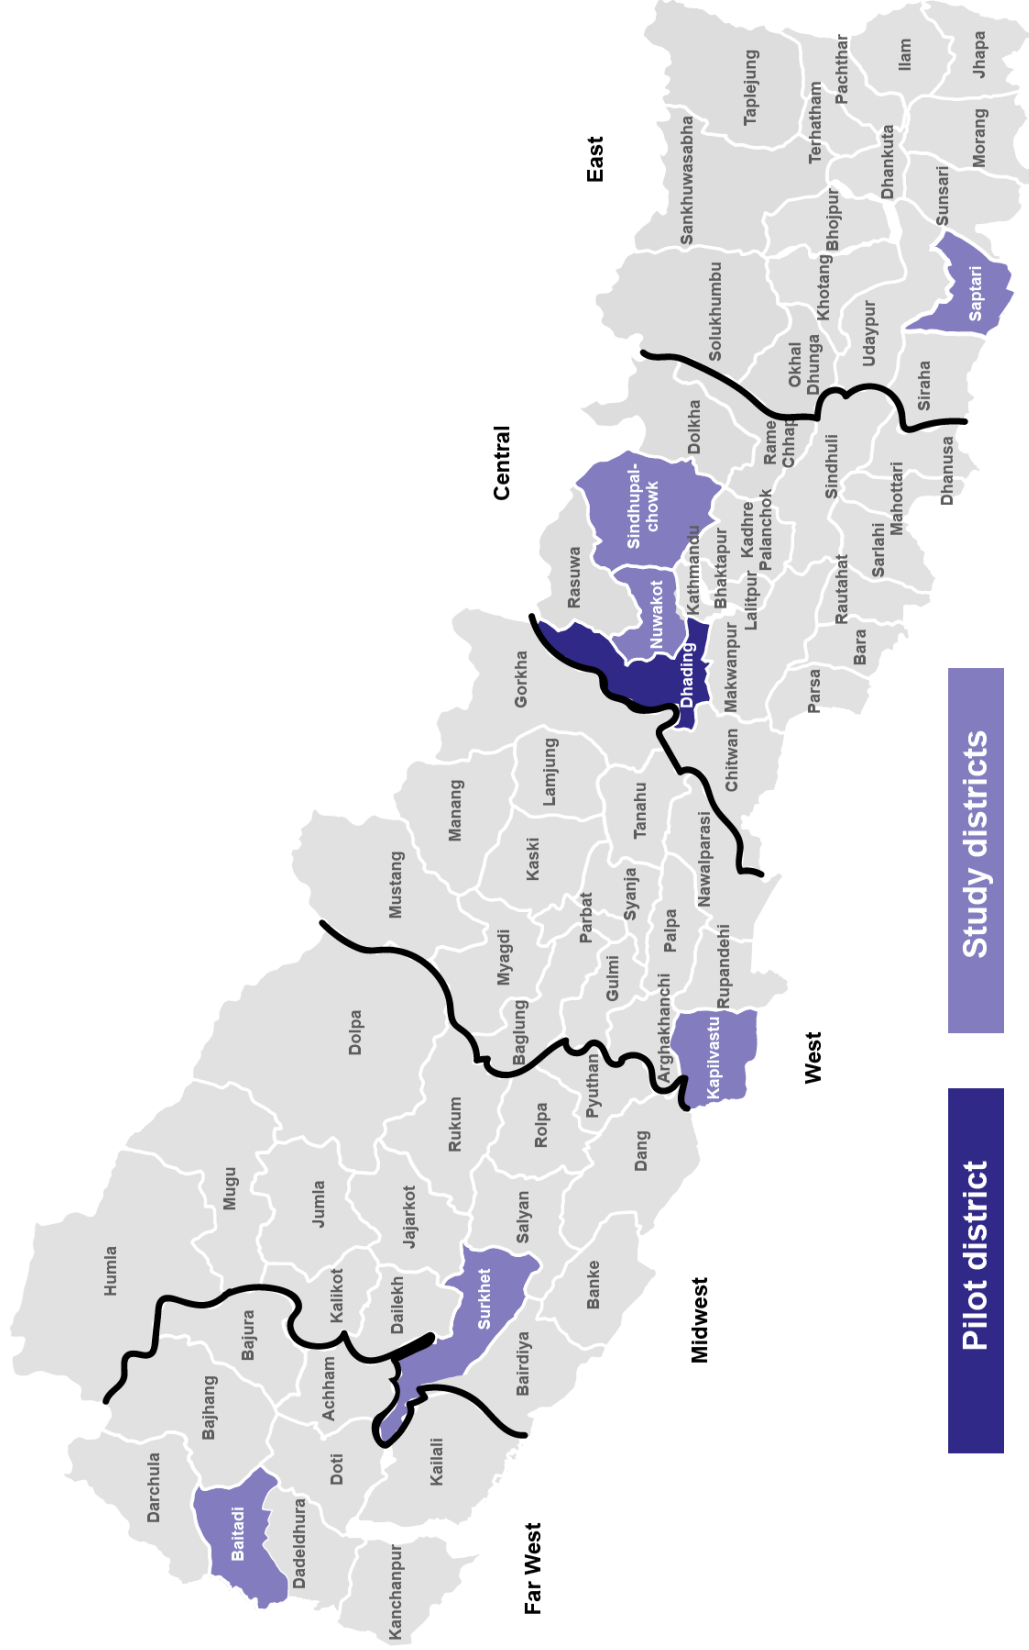 Far West
Midwest
West
Central
East
Darchula
Baitadi
Dadeldhura
Kanchanpur
Bajhang
Bajura
Achham
Doti
Kailali
Humla
Mugu
Jumla
Kalikot
Dailekh
Jajarkot
Surkhet
Bairdiya
Banke
Salyan
Dolpa
Rukum
Rolpa
Pyuthan
Dang
Mustang
Manang
Myagdi
Baglung
Kaski
Parbat
Gulmi
Syanja
Arghakhanchi
Palpa
Kapilvastu
Rupandehi
Nawalparasi
Lamjung
Tanahu
Gorkha
Rasuwa
Nuwakot
Dhading
Sindhupal-
chowk
Kathmandu
Bhaktapur
Lalitpur
Kadhre
Palanchok
Makwanpur
Chitwan
Parsa
Bara
Rautahat
Sarlahi
Mahottari
Dhanusa
Sindhuli
Dolkha
Rame
Chhap
Solukhumbu
Okhal
Dhunga
Khotang
Udaypur
Siraha
Saptari
Sankhuwasabha
Bhojpur
Taplejung
Terhatham
Pachthar
Dhankuta
Sunsari
Morang
Ilam
Jhapa
Pilot district
Study districts